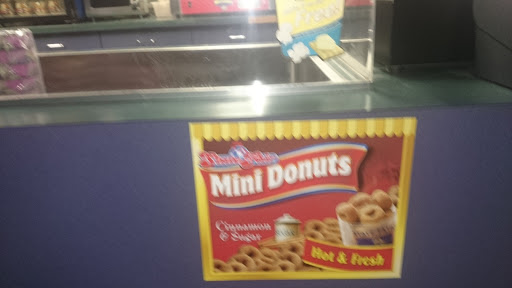 Mini Donuts
Cinnamon
& Sugar
Hot & Fresh